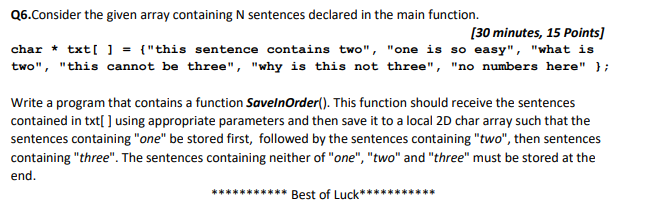 Q6.Consider the given array containing N sentences declared in the main function.
[30 minutes, 15 Points]
char * txt[ ] = {"this sentence contains two", "one is so easy", "what is
two", "this cannot be three", "why is this not three", "no numbers here" };
Write a program that contains a function SaveInOrder(). This function should receive the sentences
contained in txt[ ] using appropriate parameters and then save it to a local 2D char array such that the
sentences containing "one" be stored first, followed by the sentences containing "two", then sentences
containing "three". The sentences containing neither of "one", "two" and "three" must be stored at the
end.
*********** Best of Luck***********